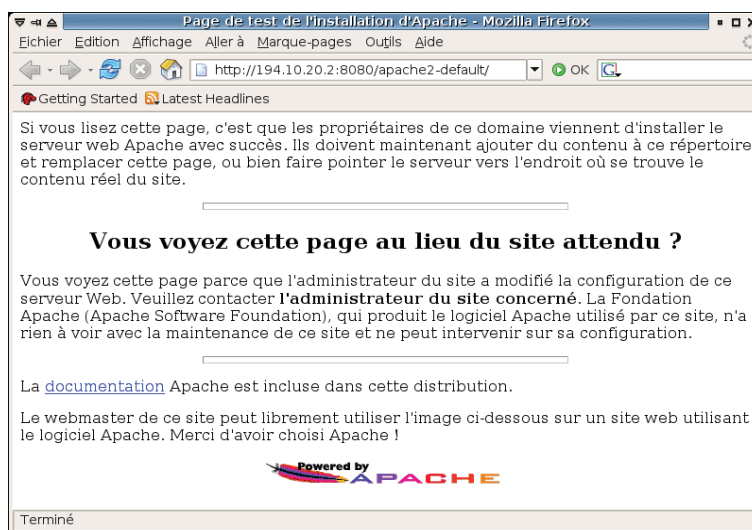 Page de test de l'installation d'Apache - Mozilla Firefox
Fichier Edition Affichage Aller à Marque-pages Outils Aide
http://194.10.20.2:8080/apache2-default/ OK G
Getting Started Latest Headlines
Si vous lisez cette page, c'est que les propriétaires de ce domaine viennent d'installer le
serveur web Apache avec succès. Ils doivent maintenant ajouter du contenu à ce répertoire
et remplacer cette page, ou bien faire pointer le serveur vers l'endroit où se trouve le
contenu réel du site.
Vous voyez cette page au lieu du site attendu ?
Vous voyez cette page parce que l'administrateur du site a modifié la configuration de ce
serveur Web. Veuillez contacter l'administrateur du site concerné. La Fondation
Apache (Apache Software Foundation), qui produit le logiciel Apache utilisé par ce site, n'a
rien à voir avec la maintenance de ce site et ne peut intervenir sur sa configuration.
La documentation Apache est incluse dans cette distribution.
Le webmaster de ce site peut librement utiliser l'image ci-dessous sur un site web utilisant
le logiciel Apache. Merci d'avoir choisi Apache !
Powered by
APACHE
Terminé